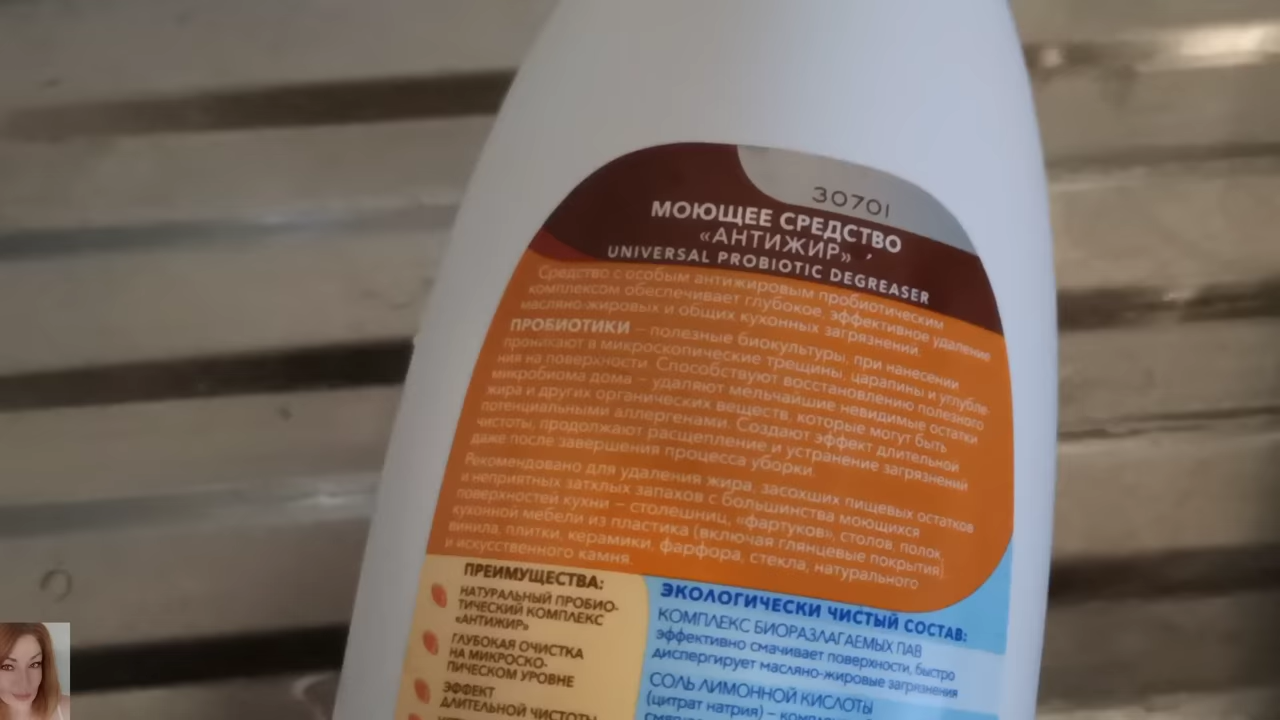 30701
МОЮЩЕЕ СРЕДСТВО
«АНТИЖИР»
UNIVERSAL PROBIOTIC DEGREASER
Средство с особым антижировым пробиотическим
комплексом обеспечивает глубокое, эффективное удаление
масляно-жировых и общих кухонных загрязнений.
ПРОБИОТИКИ – полезные биокультуры, при нанесении
проникают в микроскопические трещины, царапины и углубле-
ния на поверхности. Способствуют восстановлению полезного
микробиома дома – удаляют мельчайшие невидимые остатки
жира и других органических веществ, которые могут быть
потенциальными аллергенами. Создают эффект длительной
чистоты, продолжают расщепление и устранение загрязнений
даже после завершения процесса уборки.
Рекомендовано для удаления жира, засохших пищевых остатков
и неприятных затхлых запахов с большинства моющихся
поверхностей кухни – столешниц, «фартуков», столов, полок,
кухонной мебели из пластика (включая глянцевые покрытия),
винила, плитки, керамики, фарфора, стекла, натурального
и искусственного камня.
ПРЕИМУЩЕСТВА:
НАТУРАЛЬНЫЙ ПРОБИО-
ТИЧЕСКИЙ КОМПЛЕКС
«АНТИЖИР»
ГЛУБОКАЯ ОЧИСТКА
НА МИКРОСКО-
ПИЧЕСКОМ УРОВНЕ
ЭФФЕКТ
ДЛИТЕЛЬНОЙ ЧИСТОТЫ
ЭКОЛОГИЧЕСКИ ЧИСТЫЙ СОСТАВ:
КОМПЛЕКС БИОРАЗЛАГАЕМЫХ ПАВ
эффективно смачивает поверхности, быстро
диспергирует масляно-жировые загрязнения
СОЛЬ ЛИМОННОЙ КИСЛОТЫ
(цитрат натрия) –